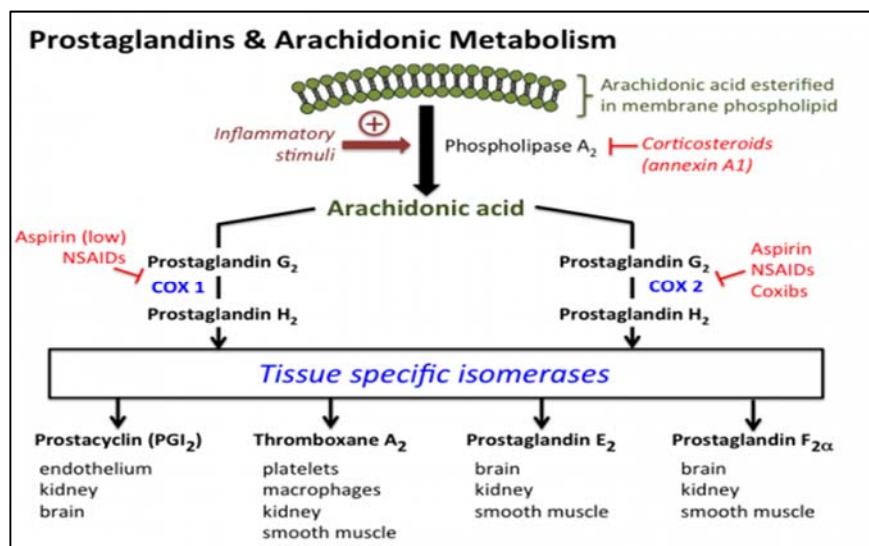 Prostaglandins & Arachidonic Metabolism
Arachidonic acid esterified
in membrane phospholipid
Inflammatory
stimuli
+
Phospholipase A₂
Corticosteroids
(annexin A1)
Arachidonic acid
Aspirin (low)
NSAIDs
Prostaglandin G₂
COX 1
Prostaglandin H₂
Prostaglandin G₂
COX 2
Prostaglandin H₂
Aspirin
NSAIDs
Coxibs
Tissue specific isomerases
Prostacyclin (PGI₂)
endothelium
kidney
brain
Thromboxane A₂
platelets
macrophages
kidney
smooth muscle
Prostaglandin E₂
brain
kidney
smooth muscle
Prostaglandin F₂α
brain
kidney
smooth muscle